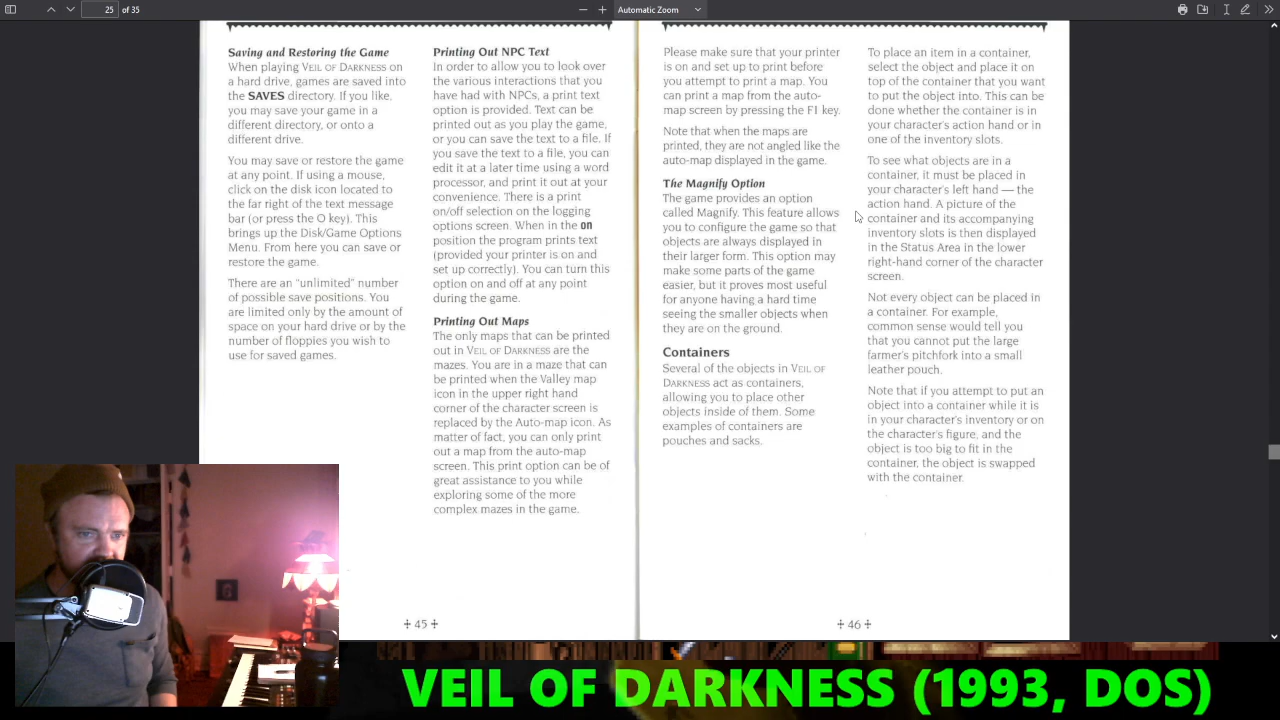 25 of 35
Automatic Zoom
Saving and Restoring the Game
When playing VEIL OF DARKNESS on
a hard drive, games are saved into
the SAVES directory. If you like,
you may save your game in a
different directory, or onto a
different drive.
You may save or restore the game
at any point. If using a mouse,
click on the disk icon located to
the far right of the text message
bar (or press the O key). This
brings up the Disk/Game Options
Menu. From here you can save or
restore the game.
There are an "unlimited" number
of possible save positions. You
are limited only by the amount of
space on your hard drive or by the
number of floppies you wish to
use for saved games.
Printing Out NPC Text
In order to allow you to look over
the various interactions that you
have had with NPCs, a print text
option is provided. Text can be
printed out as you play the game,
or you can save the text to a file. If
you save the text to a file, you can
edit it at a later time using a word
processor, and print it out at your
convenience. There is a print
on/off selection on the logging
options screen. When in the on
position the program prints text
(provided your printer is on and
set up correctly). You can turn this
option on and off at any point
during the game.
Printing Out Maps
The only maps that can be printed
out in VEIL OF DARKNESS are the
mazes. You are in a maze that can
be printed when the Valley map
icon in the upper right hand
corner of the character screen is
replaced by the Auto-map icon. As
matter of fact, you can only print
out a map from the auto-map
screen. This print option can be of
great assistance to you while
exploring some of the more
complex mazes in the game.
45
Please make sure that your printer
is on and set up to print before
you attempt to print a map. You
can print a map from the auto-
map screen by pressing the F1 key.
Note that when the maps are
printed, they are not angled like the
auto-map displayed in the game.
The Magnify Option
The game provides an option
called Magnify. This feature allows
you to configure the game so that
objects are always displayed in
their larger form. This option may
make some parts of the game
easier, but it proves most useful
for anyone having a hard time
seeing the smaller objects when
they are on the ground.
Containers
Several of the objects in VEIL OF
DARKNESS act as containers,
allowing you to place other
objects inside of them. Some
examples of containers are
pouches and sacks.
To place an item in a container,
select the object and place it on
top of the container that you want
to put the object into. This can be
done whether the container is in
your character's action hand or in
one of the inventory slots.
To see what objects are in a
container, it must be placed in
your character's left hand — the
action hand. A picture of the
container and its accompanying
inventory slots is then displayed
in the Status Area in the lower
right-hand corner of the character
screen.
Not every object can be placed in
a container. For example,
common sense would tell you
that you cannot put the large
farmer's pitchfork into a small
leather pouch.
Note that if you attempt to put an
object into a container while it is
in your character's inventory or on
the character's figure, and the
object is too big to fit in the
container, the object is swapped
with the container.
46
VEIL OF DARKNESS (1993, DOS)